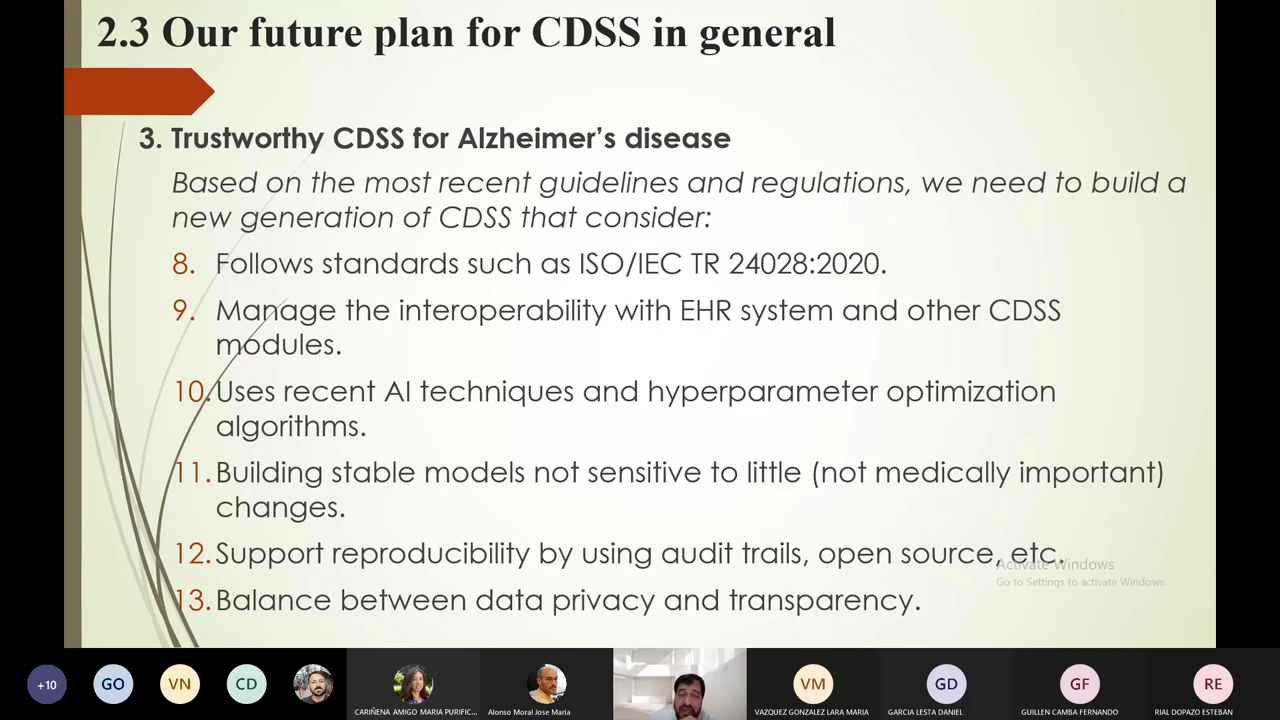 2.3 Our future plan for CDSS in general
3. Trustworthy CDSS for Alzheimer’s disease
Based on the most recent guidelines and regulations, we need to build a
new generation of CDSS that consider:
8. Follows standards such as ISO/IEC TR 24028:2020.
9. Manage the interoperability with EHR system and other CDSS
modules.
10. Uses recent AI techniques and hyperparameter optimization
algorithms.
11. Building stable models not sensitive to little (not medically important)
changes.
12. Support reproducibility by using audit trails, open source, etc.
13. Balance between data privacy and transparency.
Activate Windows
Go to Settings to activate Windows.
+10
GO
VN
CD
CARIÑENA AMIGO MARIA PURIFIC...
Alonso Moral Jose Maria
VM
VAZQUEZ GONZALEZ LARA MARIA
GD
GARCIA LESTA DANIEL
GF
GUILLEN CAMBA FERNANDO
RE
RIAL DOPAZO ESTEBAN